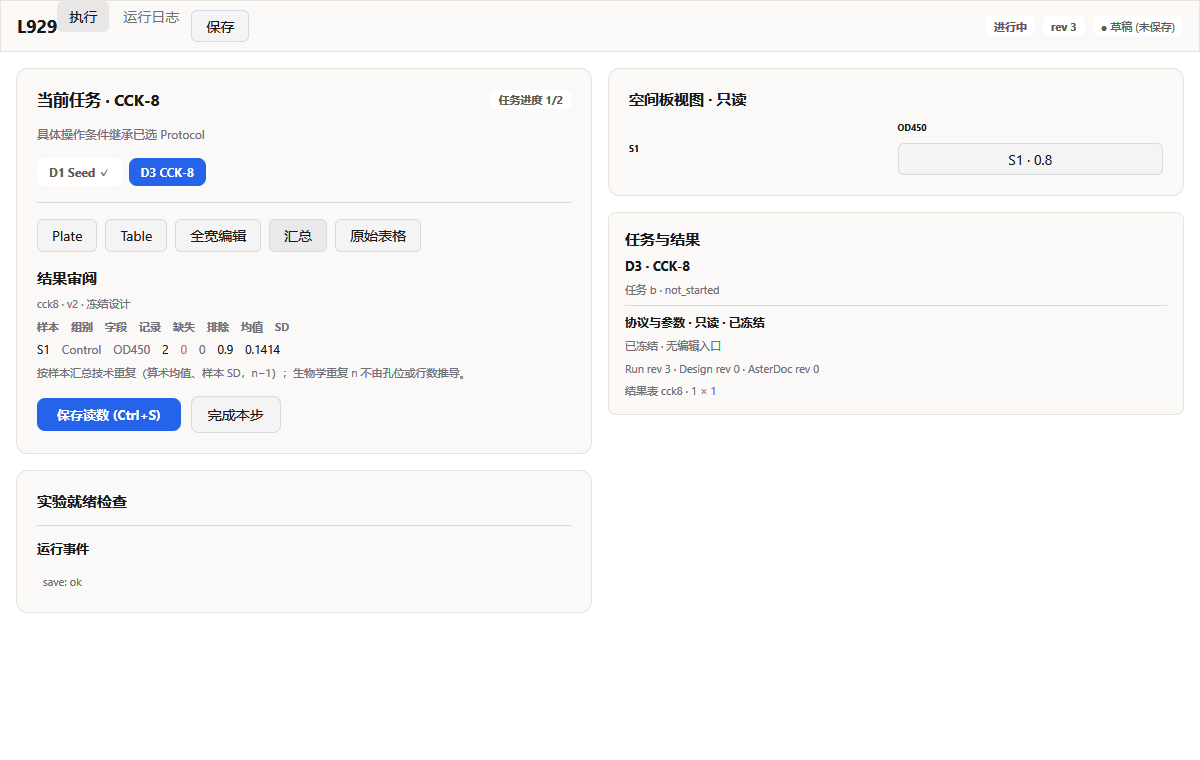 L929 执行 运行日志 保存 进行中 rev 3 ● 草稿 (未保存)
当前任务 · CCK-8 任务进度 1/2
具体操作条件继承已选 Protocol
D1 Seed ✓ D3 CCK-8
Plate Table 全宽编辑 汇总 原始表格
结果审阅
cck8 · v2 · 冻结设计
样本 组别 字段 记录 缺失 排除 均值 SD
S1 Control OD450 2 0 0 0.9 0.1414
按样本汇总技术重复（算术均值、样本 SD，n−1）；生物学重复 n 不由孔位或行数推导。
保存读数 (Ctrl+S) 完成本步
实验就绪检查
运行事件
save: ok
空间板视图 · 只读
OD450
S1 S1 · 0.8
任务与结果
D3 · CCK-8
任务 b · not_started
协议与参数 · 只读 · 已冻结
已冻结 · 无编辑入口
Run rev 3 · Design rev 0 · AsterDoc rev 0
结果表 cck8 · 1 × 1